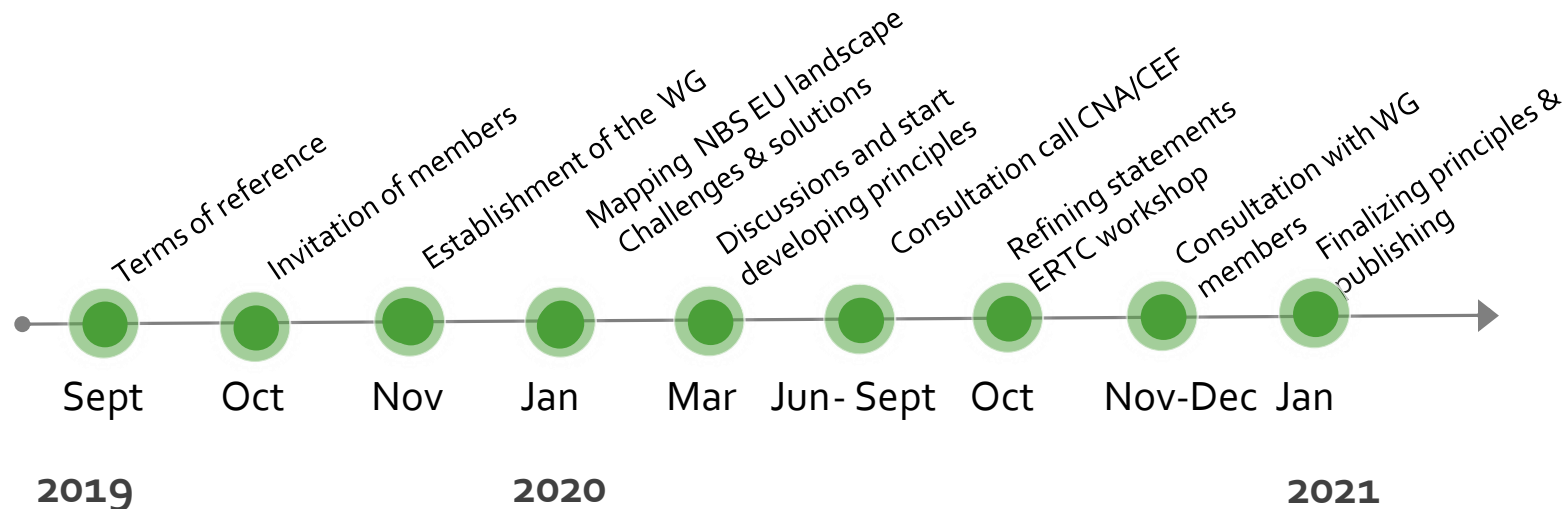 Terms of reference
Invitation of members
Establishment of the WG
Mapping NBS EU landscape
Challenges & solutions
Discussions and start
developing principles
Consultation call CNA/CEF
Refining statements
ERTC workshop
Consultation with WG
members
Finalizing principles &
publishing
Sept
Oct
Nov
Jan
Mar
Jun- Sept
Oct
Nov-Dec
Jan
2019
2020
2021